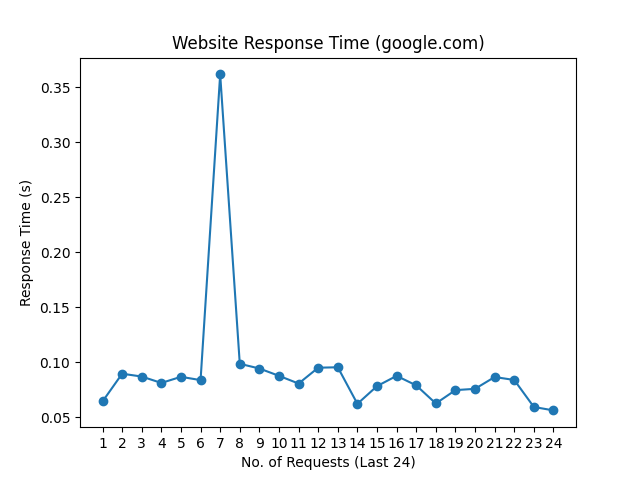 Website Response Time (google.com)
0.35
0.30
0.25
0.20
0.15
0.10
0.05
Response Time (s)
1 2 3 4 5 6 7 8 9 10 11 12 13 14 15 16 17 18 19 20 21 22 23 24
No. of Requests (Last 24)